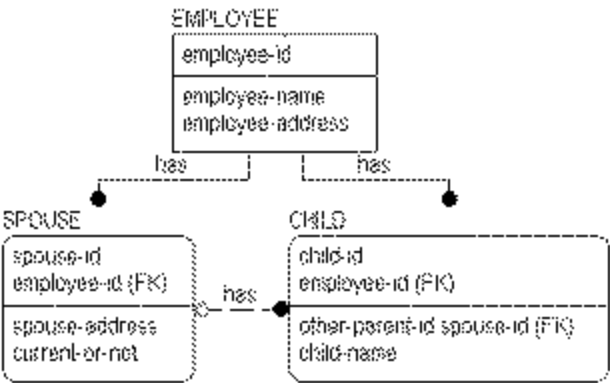 EMPLOYEE
employee-id
employee-name
employee-address
has
has
SPOUSE
spouse-id
employee-id (FK)
spouse-address
current-or-not
has
CHILD
child-id
employee-id (FK)
other-parent-id.spouse-id (FK)
child-name